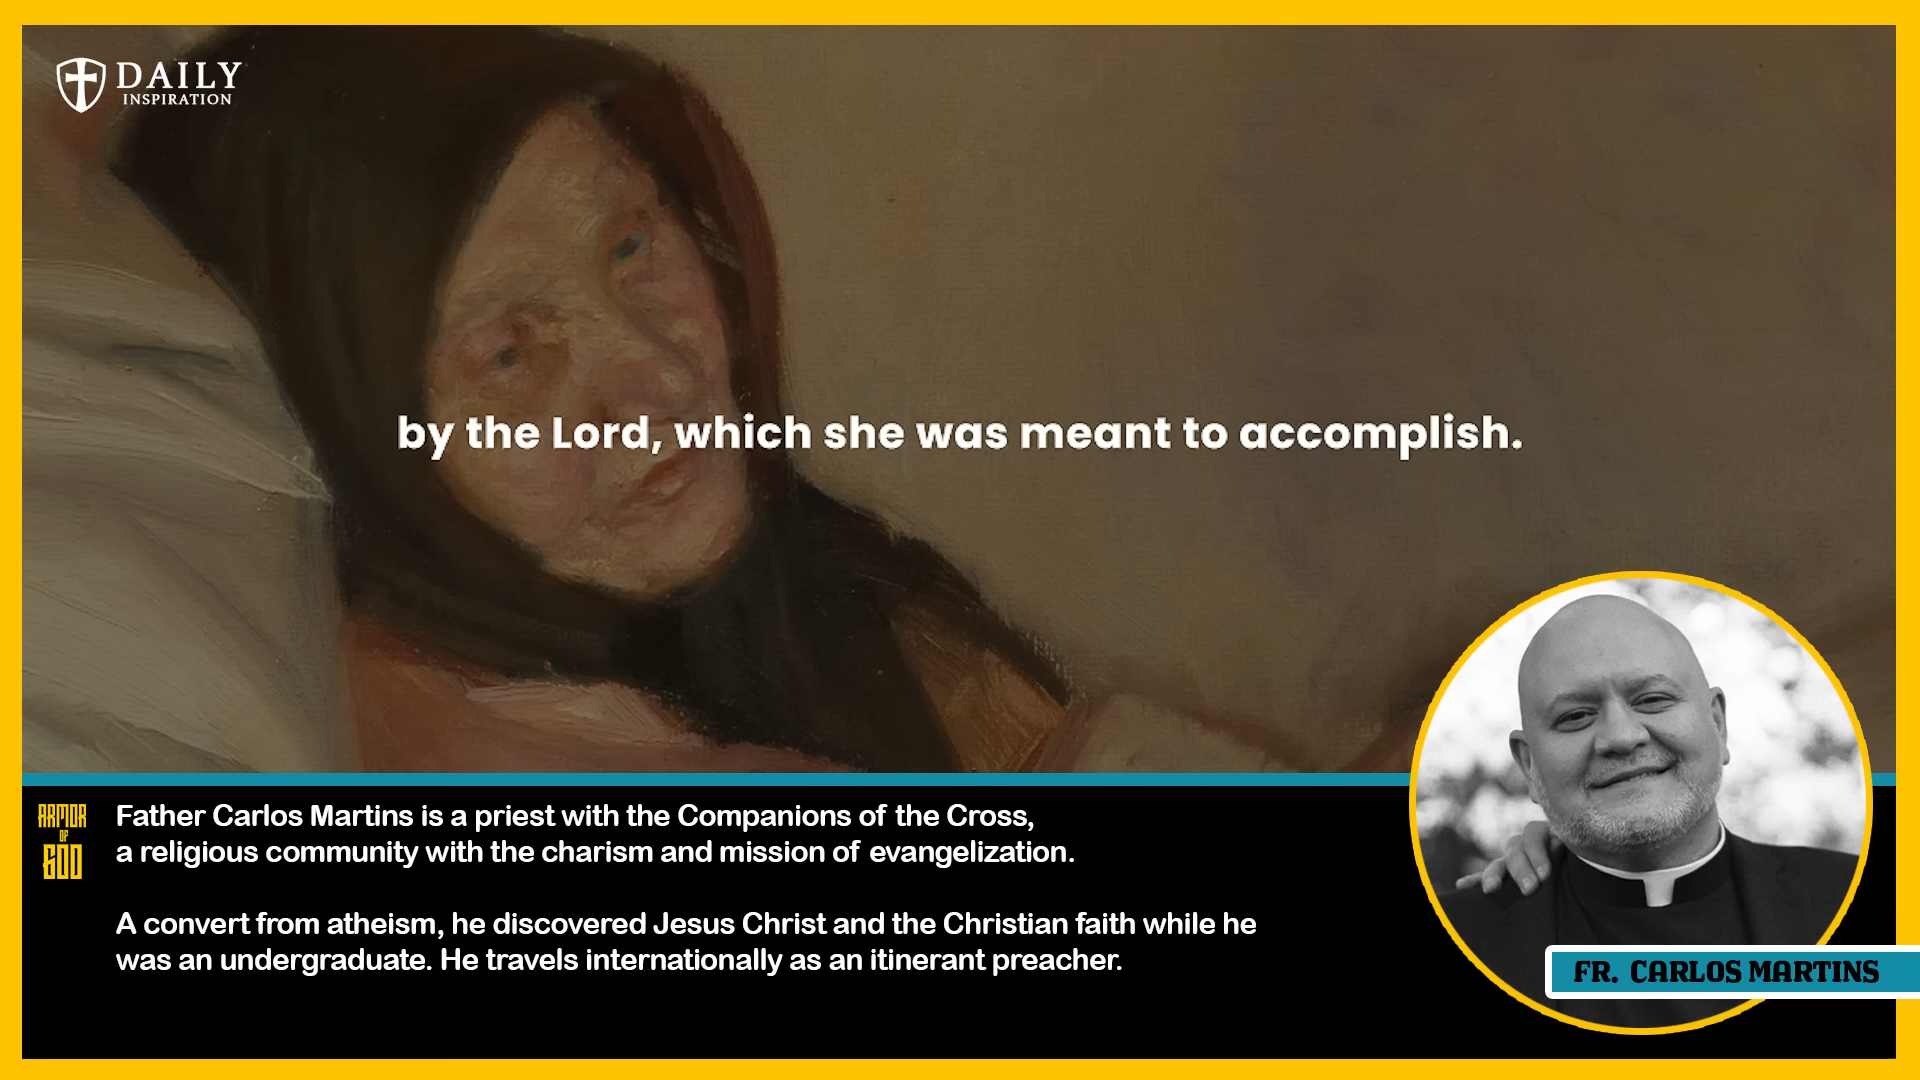 DAILY
INSPIRATION
by the Lord, which she was meant to accomplish.
ARMOR
OF
GOD
Father Carlos Martins is a priest with the Companions of the Cross,
a religious community with the charism and mission of evangelization.
A convert from atheism, he discovered Jesus Christ and the Christian faith while he
was an undergraduate. He travels internationally as an itinerant preacher.
FR. CARLOS MARTINS